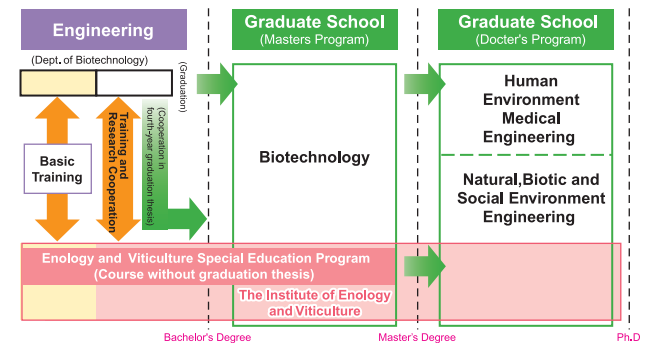 Engineering
Graduate School
(Masters Program)
Graduate School
(Docter's Program)
(Dept. of Biotechnology)
(Graduation)
Basic
Training
Training and
Research Cooperation
(Cooperation in
fourth-year graduation thesis)
Biotechnology
Human
Environment
Medical
Engineering
Natural,Biotic and
Social Environment
Engineering
Enology and Viticulture Special Education Program
(Course without graduation thesis)
The Institute of Enology
and Viticulture
Bachelor's Degree
Master's Degree
Ph.D